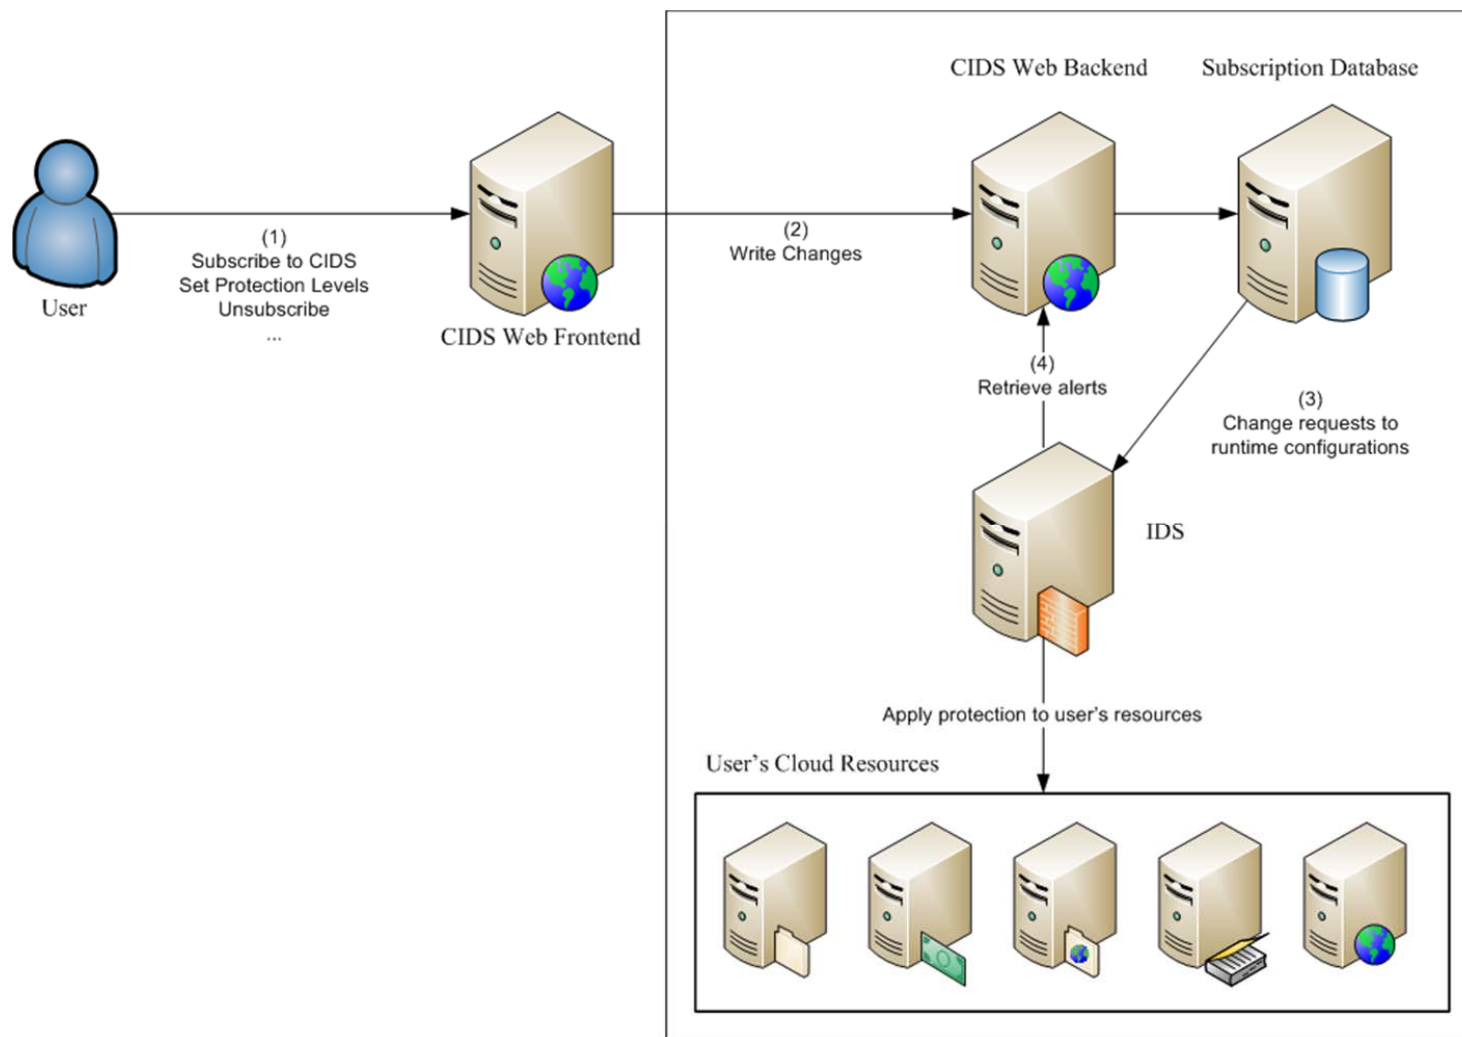 CIDS Web Backend
Subscription Database
(1)
Subscribe to CIDS
Set Protection Levels
Unsubscribe
...
User
CIDS Web Frontend
(2)
Write Changes
(4)
Retrieve alerts
(3)
Change requests to
runtime configurations
IDS
Apply protection to user's resources
User's Cloud Resources